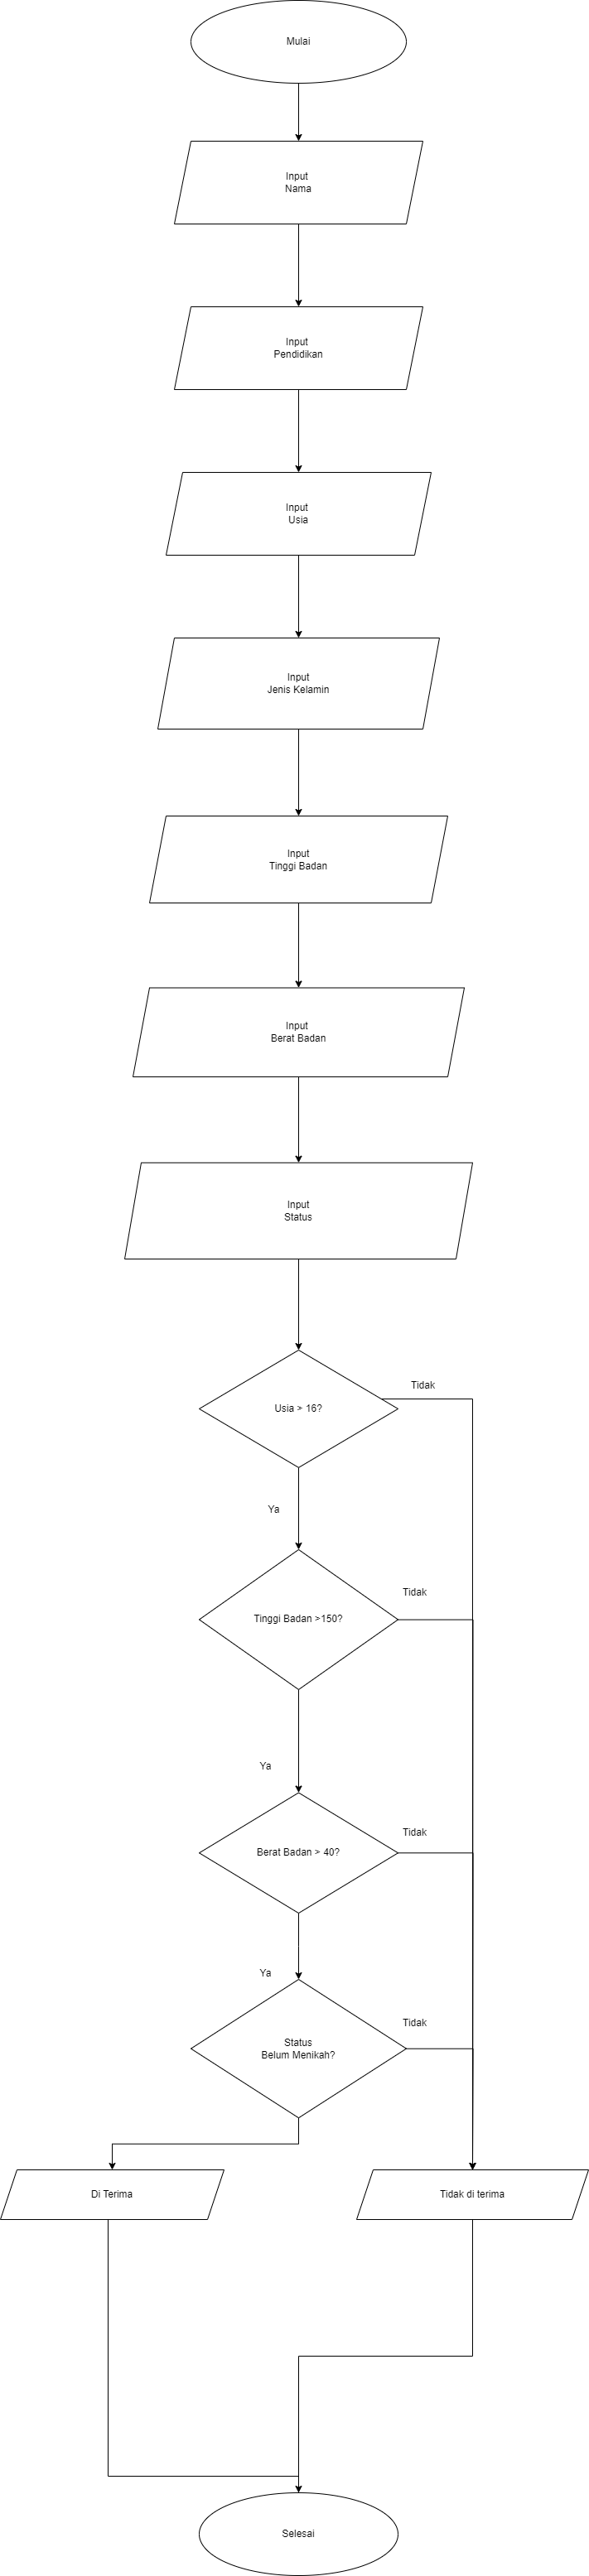 Mulai
Input
Nama
Input
Pendidikan
Input
Usia
Input
Jenis Kelamin
Input
Tinggi Badan
Input
Berat Badan
Input
Status
Usia > 16?
Tidak
Ya
Tinggi Badan >150?
Tidak
Ya
Berat Badan > 40?
Tidak
Ya
Status
Belum Menikah?
Tidak
Di Terima
Tidak di terima
Selesai